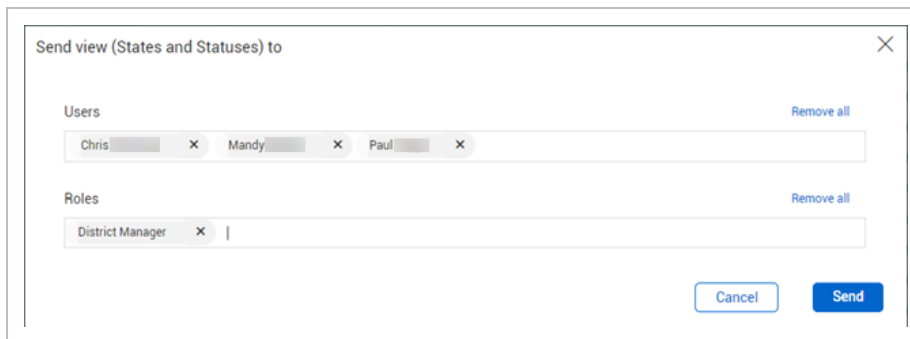 Send view (States and Statuses) to
Users Remove all
Chris Mandy Paul
Roles Remove all
District Manager
Cancel Send